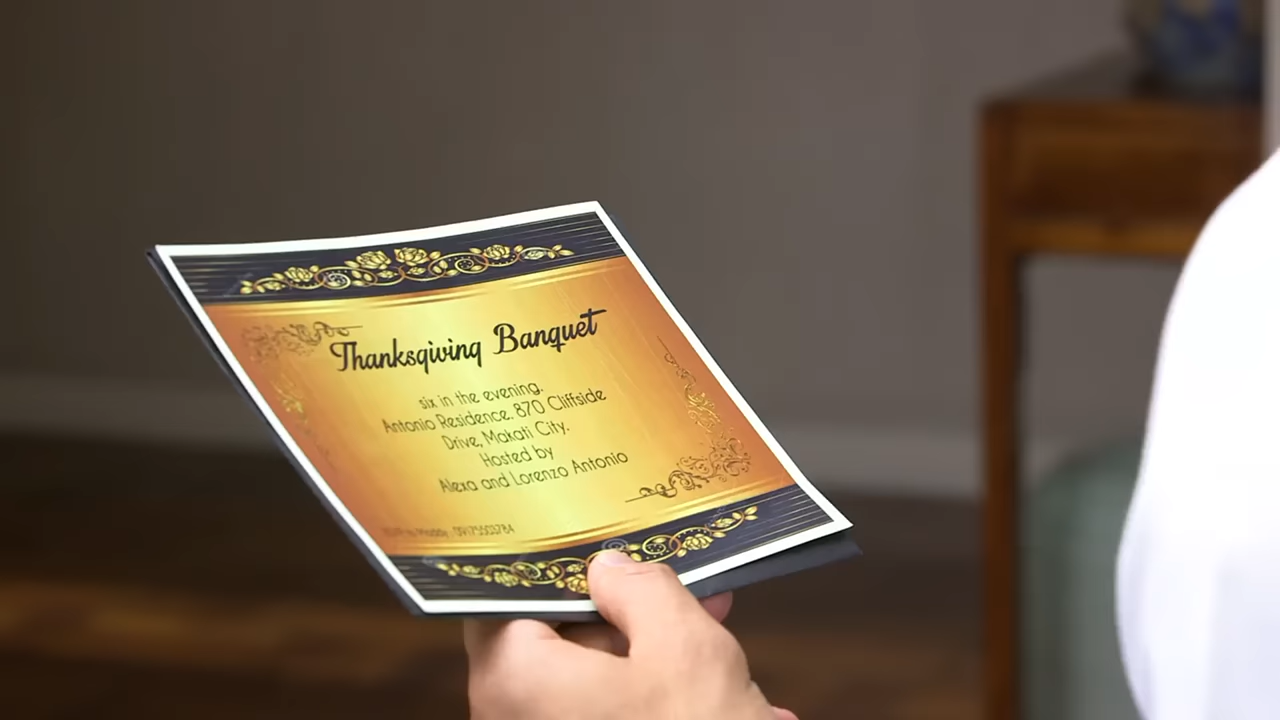 Thanksgiving Banquet
six in the evening.
Antonio Residence. 870 Cliffside
Drive, Makati City.
Hosted by
Alexa and Lorenzo Antonio